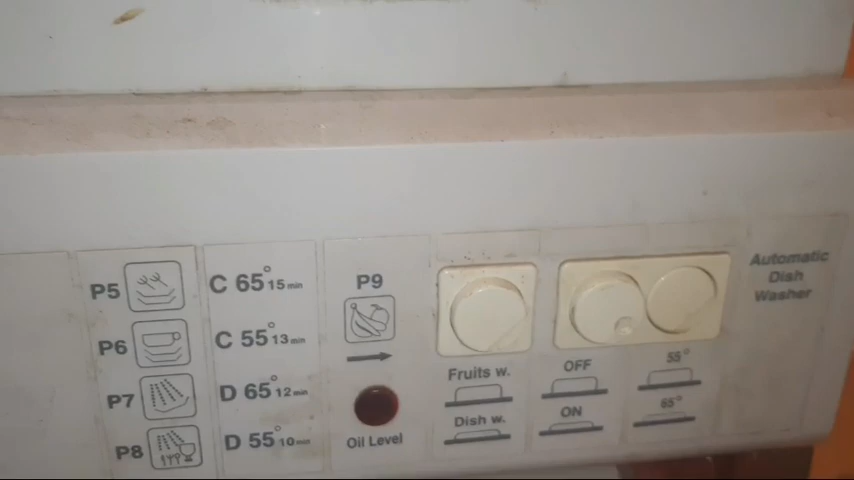 P5 C 65° 15 min
P6 C 55° 13 min
P7 D 65° 12 min
P8 D 55° 10 min
P9
Oil Level
Fruits w.
Dish w.
OFF
ON
55°
65°
Automatic
Dish
Washer